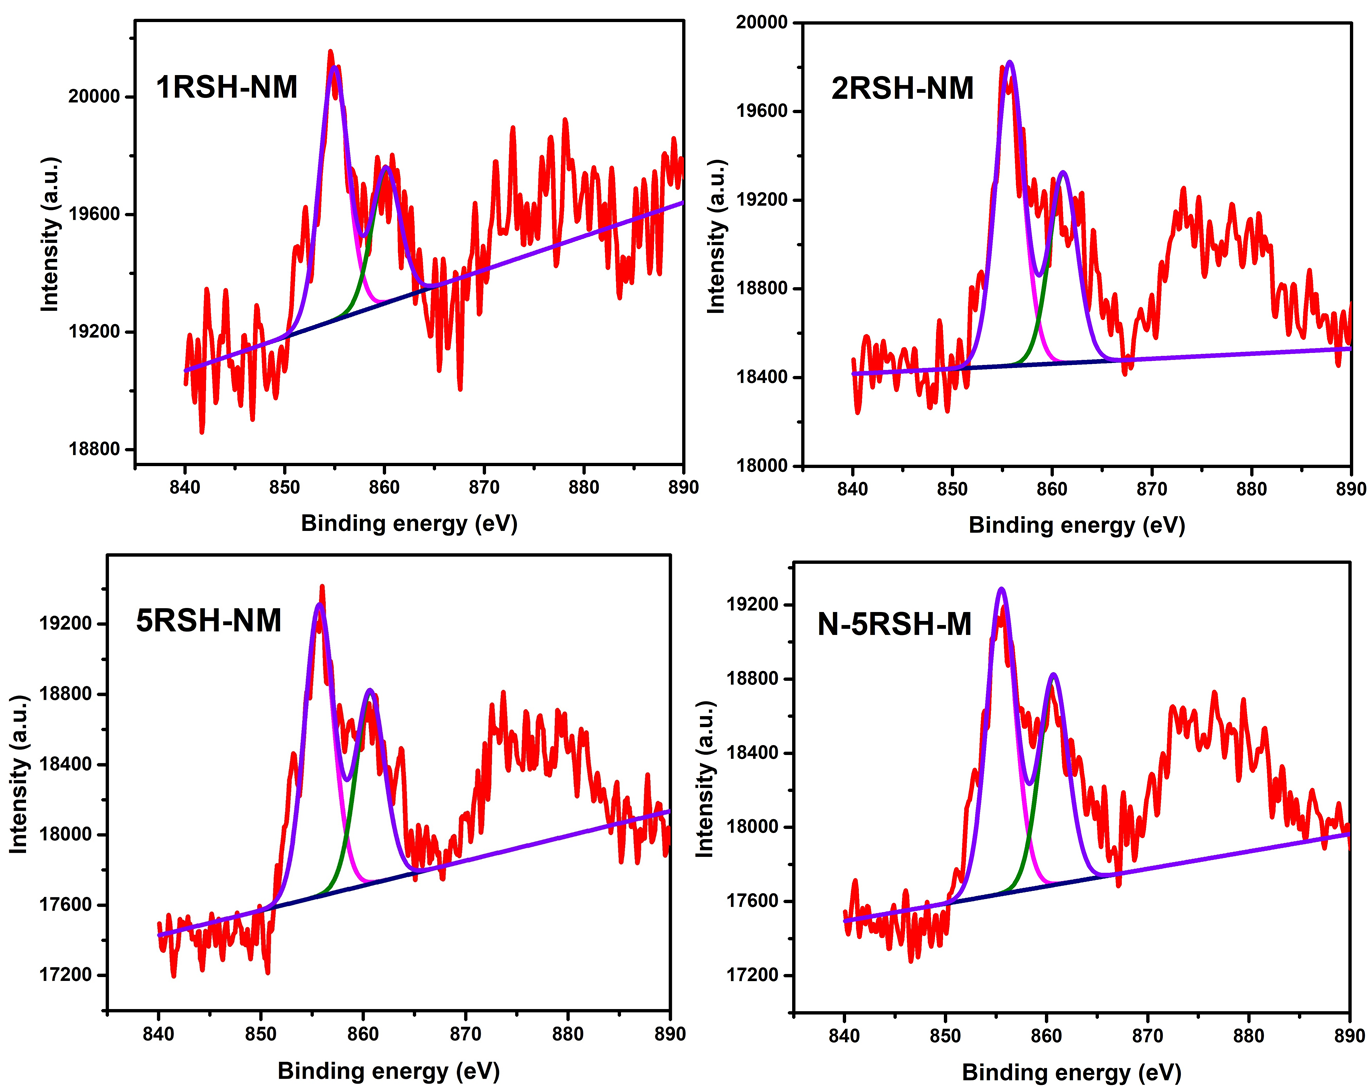 1RSH-NM
Intensity (a.u.)
20000
19600
19200
18800
840 850 860 870 880 890
Binding energy (eV)
2RSH-NM
Intensity (a.u.)
20000
19600
19200
18800
18400
18000
840 850 860 870 880 890
Binding energy (eV)
5RSH-NM
Intensity (a.u.)
19200
18800
18400
18000
17600
17200
840 850 860 870 880 890
Binding energy (eV)
N-5RSH-M
Intensity (a.u.)
19200
18800
18400
18000
17600
17200
840 850 860 870 880 890
Binding energy (eV)